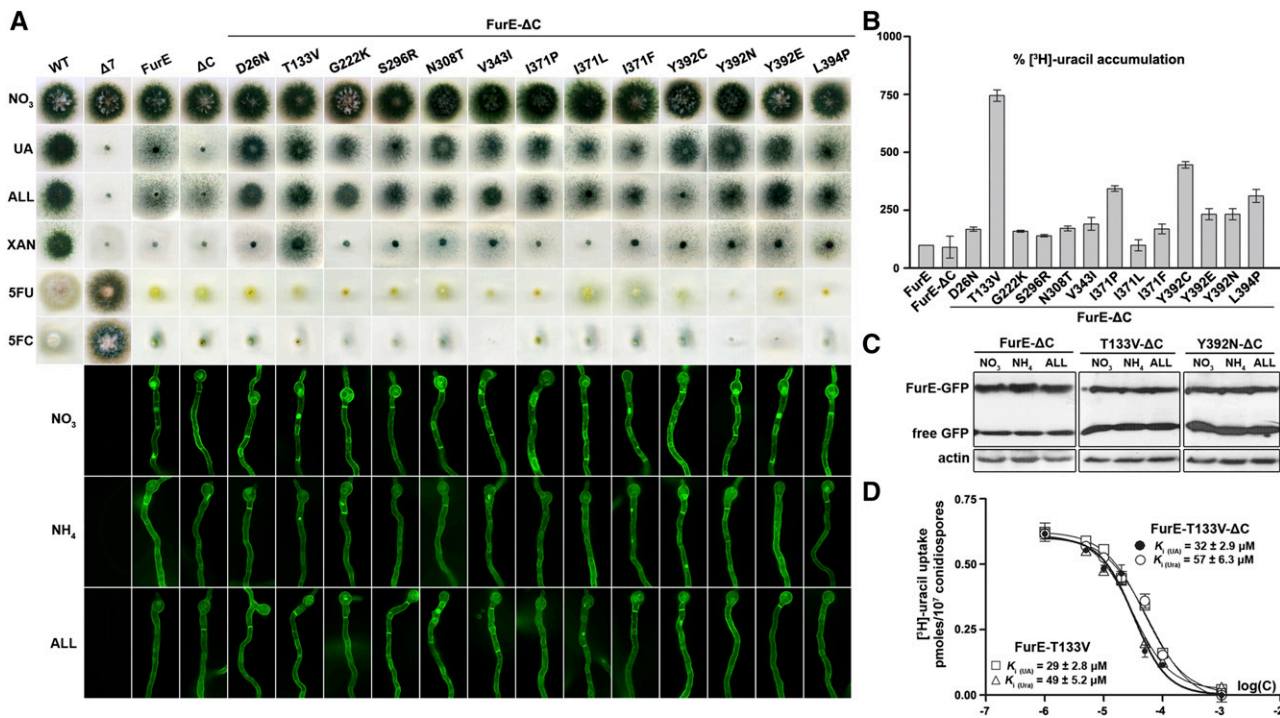 A
FurE-ΔC
WT Δ7 FurE ΔC D26N T133V G222K S296R N308T V343I I371P I371L I371F Y392C Y392N Y392E L394P
NO₃
UA
ALL
XAN
5FU
5FC
NO₃
NH₄
ALL
B
% [³H]-uracil accumulation
1000
750
500
250
0
FurE FurE-ΔC D26N T133V G222K S296R N308T V343I I371P I371L I371F Y392C Y392E Y392N L394P
FurE-ΔC
C
FurE-ΔC T133V-ΔC Y392N-ΔC
NO₃ NH₄ ALL NO₃ NH₄ ALL NO₃ NH₄ ALL
FurE-GFP
free GFP
actin
D
[³H]-uracil uptake
pmoles/10⁷ conidiospores
0.75
0.50
0.25
0.00
FurE-T133V-ΔC
Ki (UA) = 32 ± 2.9 μM
Ki (Ura) = 57 ± 6.3 μM
FurE-T133V
Ki (UA) = 29 ± 2.8 μM
Ki (Ura) = 49 ± 5.2 μM
log(C)
-7 -6 -5 -4 -3 -2